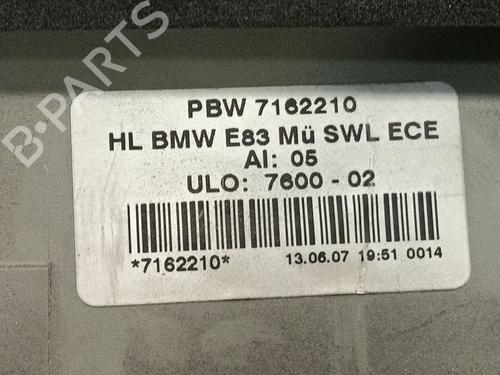 PBW 7162210
HL BMW E83 Mü SWL ECE
AI: 05
ULO: 7600 - 02
*7162210* 13.06.07 19:51 0014
B-PARTS